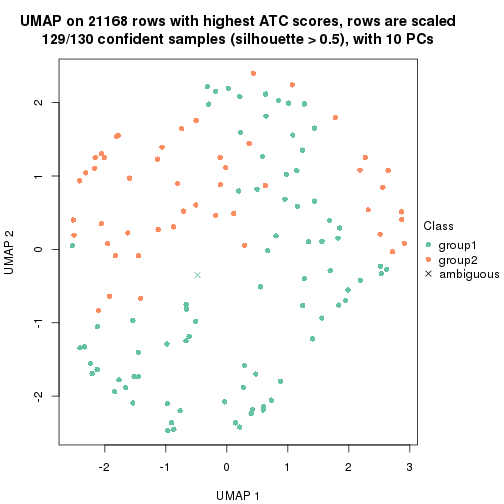 UMAP on 21168 rows with highest ATC scores, rows are scaled
129/130 confident samples (silhouette > 0.5), with 10 PCs
2
1
0
-1
-2
UMAP 2
-2
-1
0
1
2
3
UMAP 1
Class
group1
group2
ambiguous